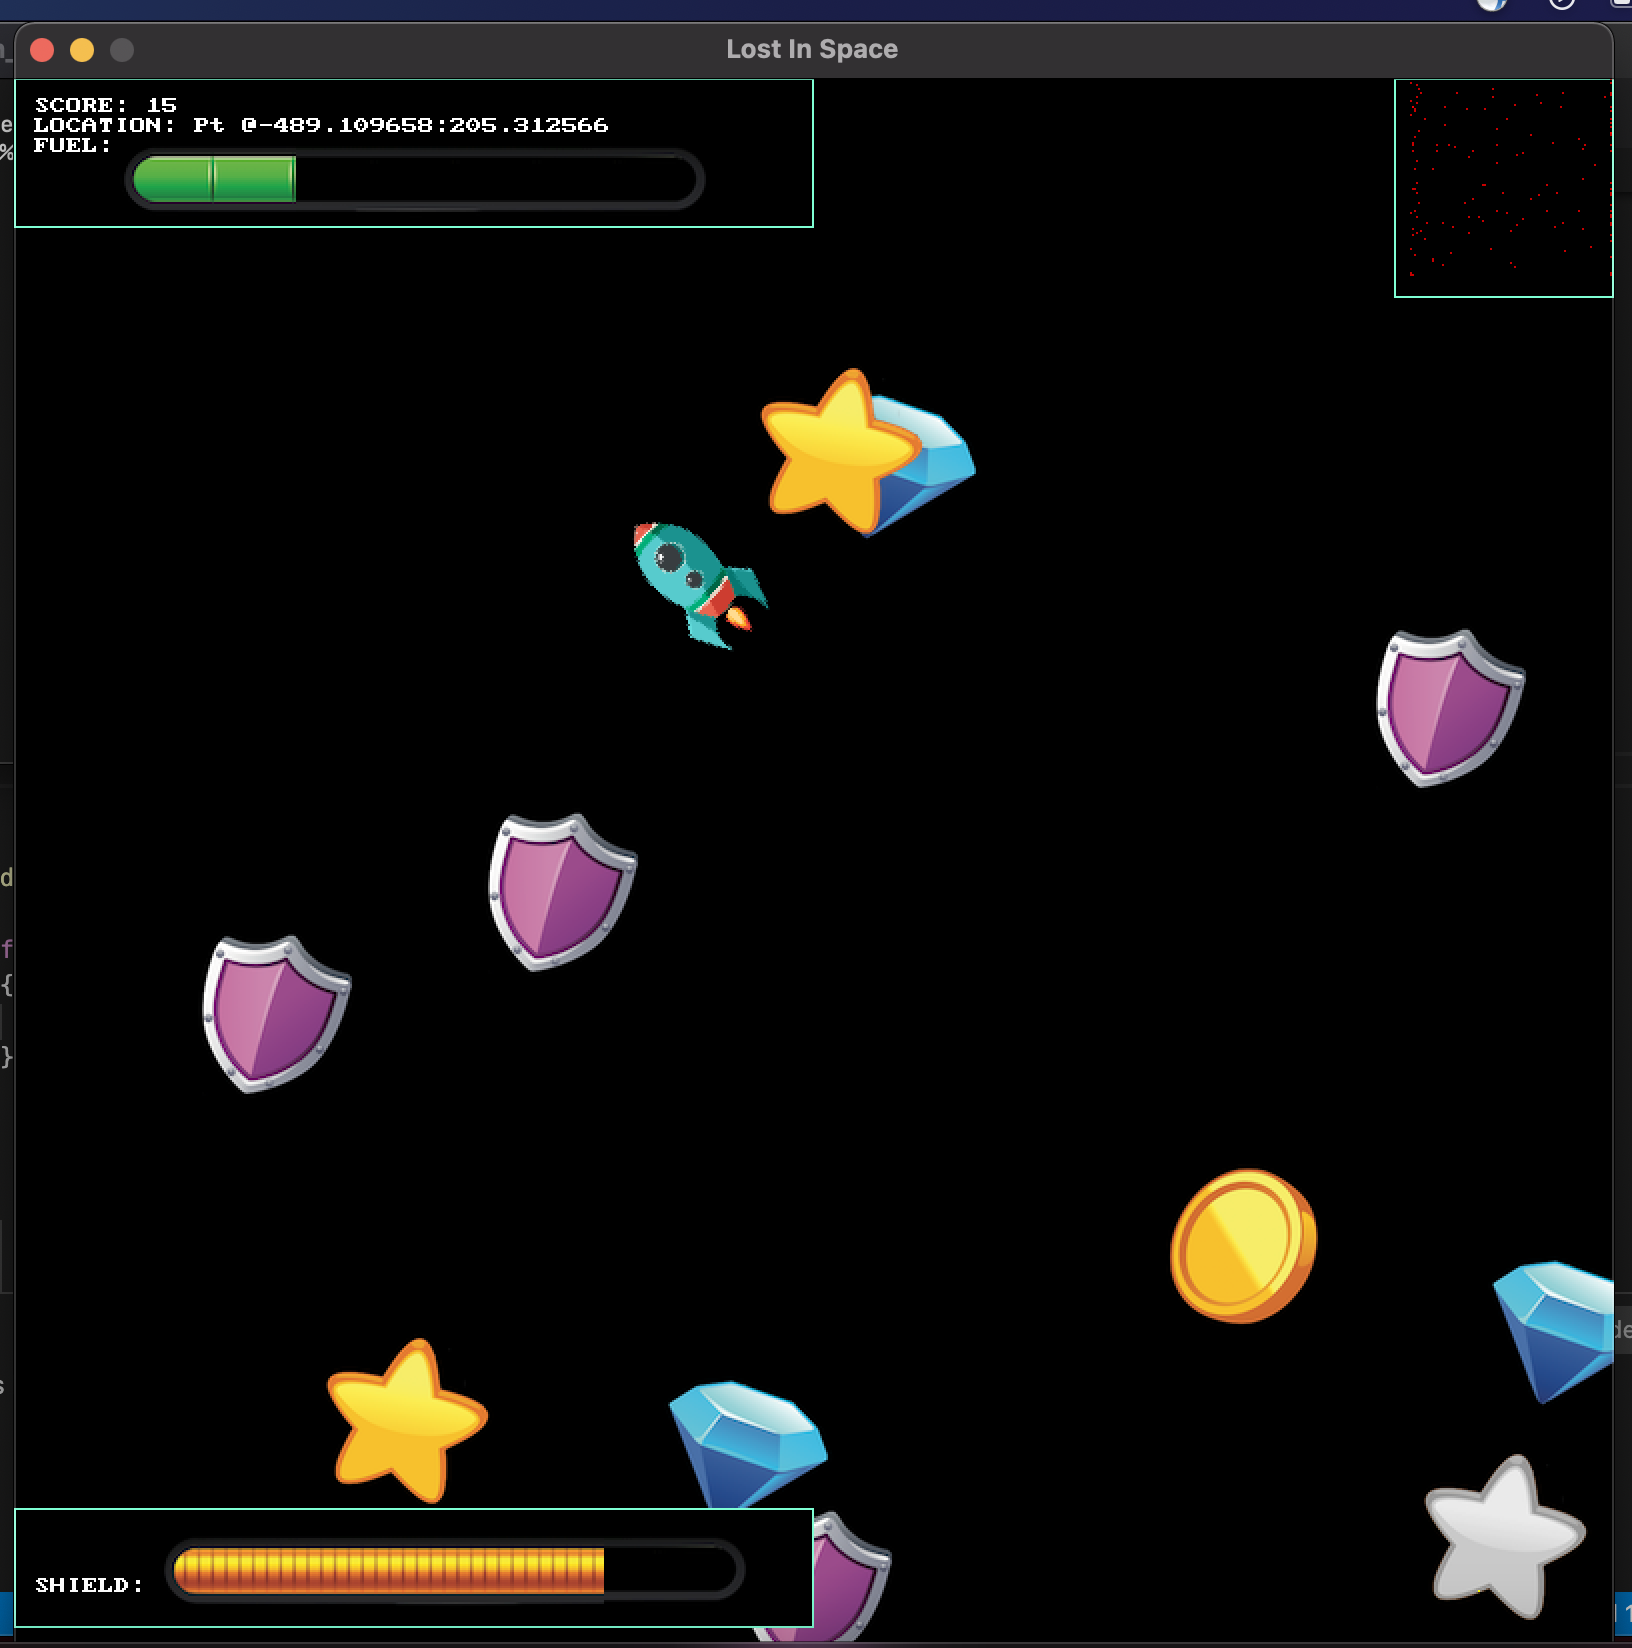 Lost In Space
SCORE: 15
LOCATION: Pt @-489.109658:205.312566
FUEL:
SHIELD: